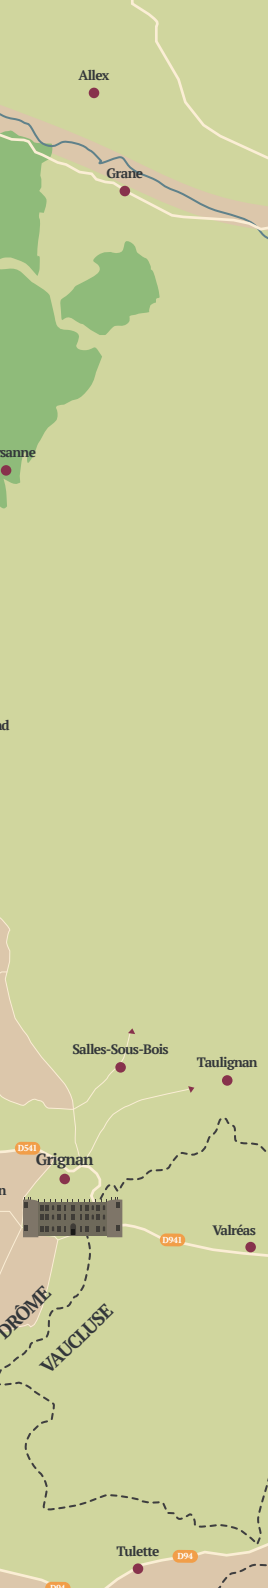 Allex
Grane
sanne
d
Salles-Sous-Bois
Taulignan
D541
Grignan
n
Valréas
D941
DRÔME
VAUCLUSE
Tulette
D94
D94